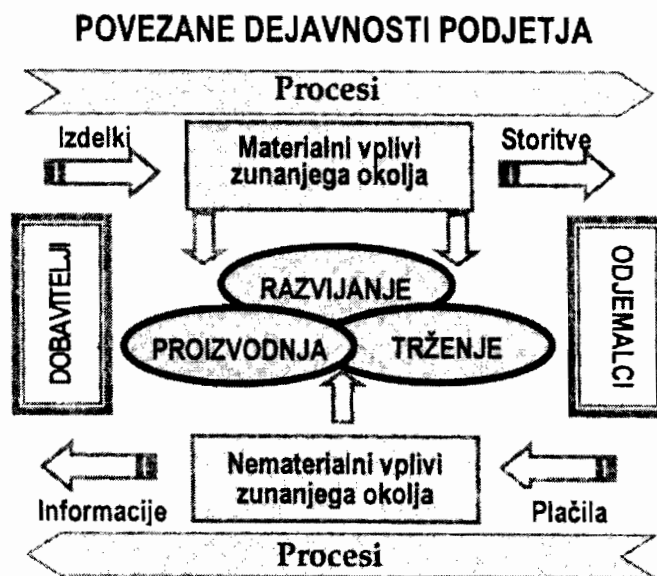 POVEZANE DEJAVNOSTI PODJETJA
Procesi
Izdelki
Materialni vplivi
zunanjega okolja
Storitve
DOBAVITELJI
RAZVIJANJE
PROIZVODNJA
TRŽENJE
ODJEMALCI
Informacije
Nematerialni vplivi
zunanjega okolja
Plačila
Procesi